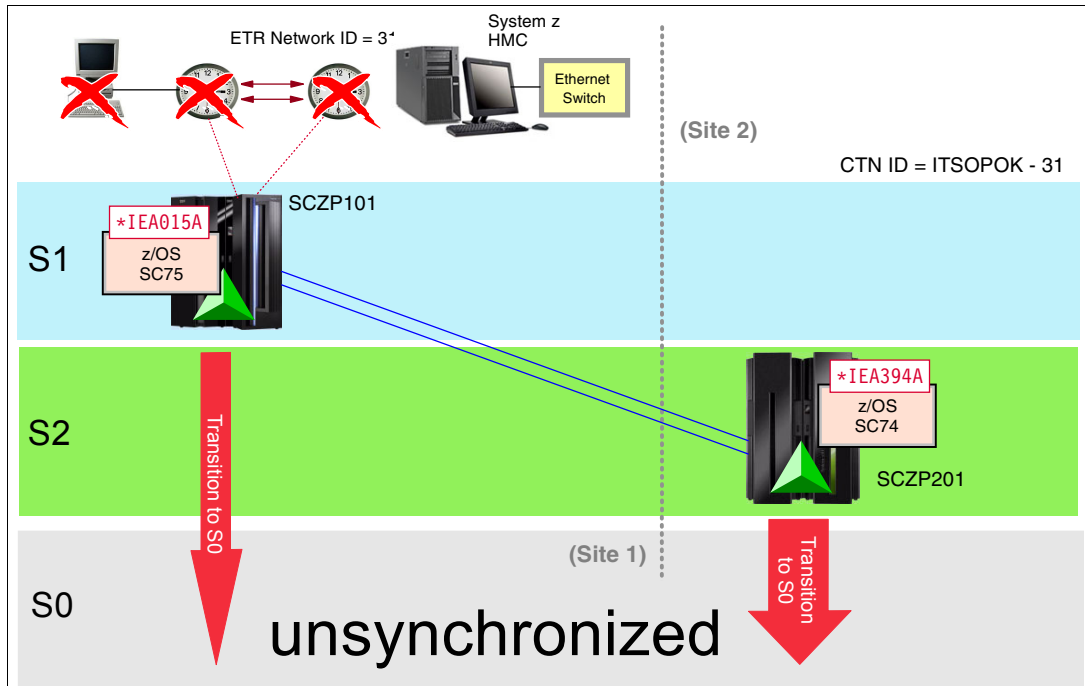 System z
HMC
ETR Network ID = 31
Ethernet
Switch
(Site 2)
CTN ID = ITSOPOK - 31
SCZP101
*IEA015A
z/OS
SC75
S1
*IEA394A
z/OS
SC74
S2
SCZP201
Transition to S0
Transition
to S0
(Site 1)
S0
unsynchronized